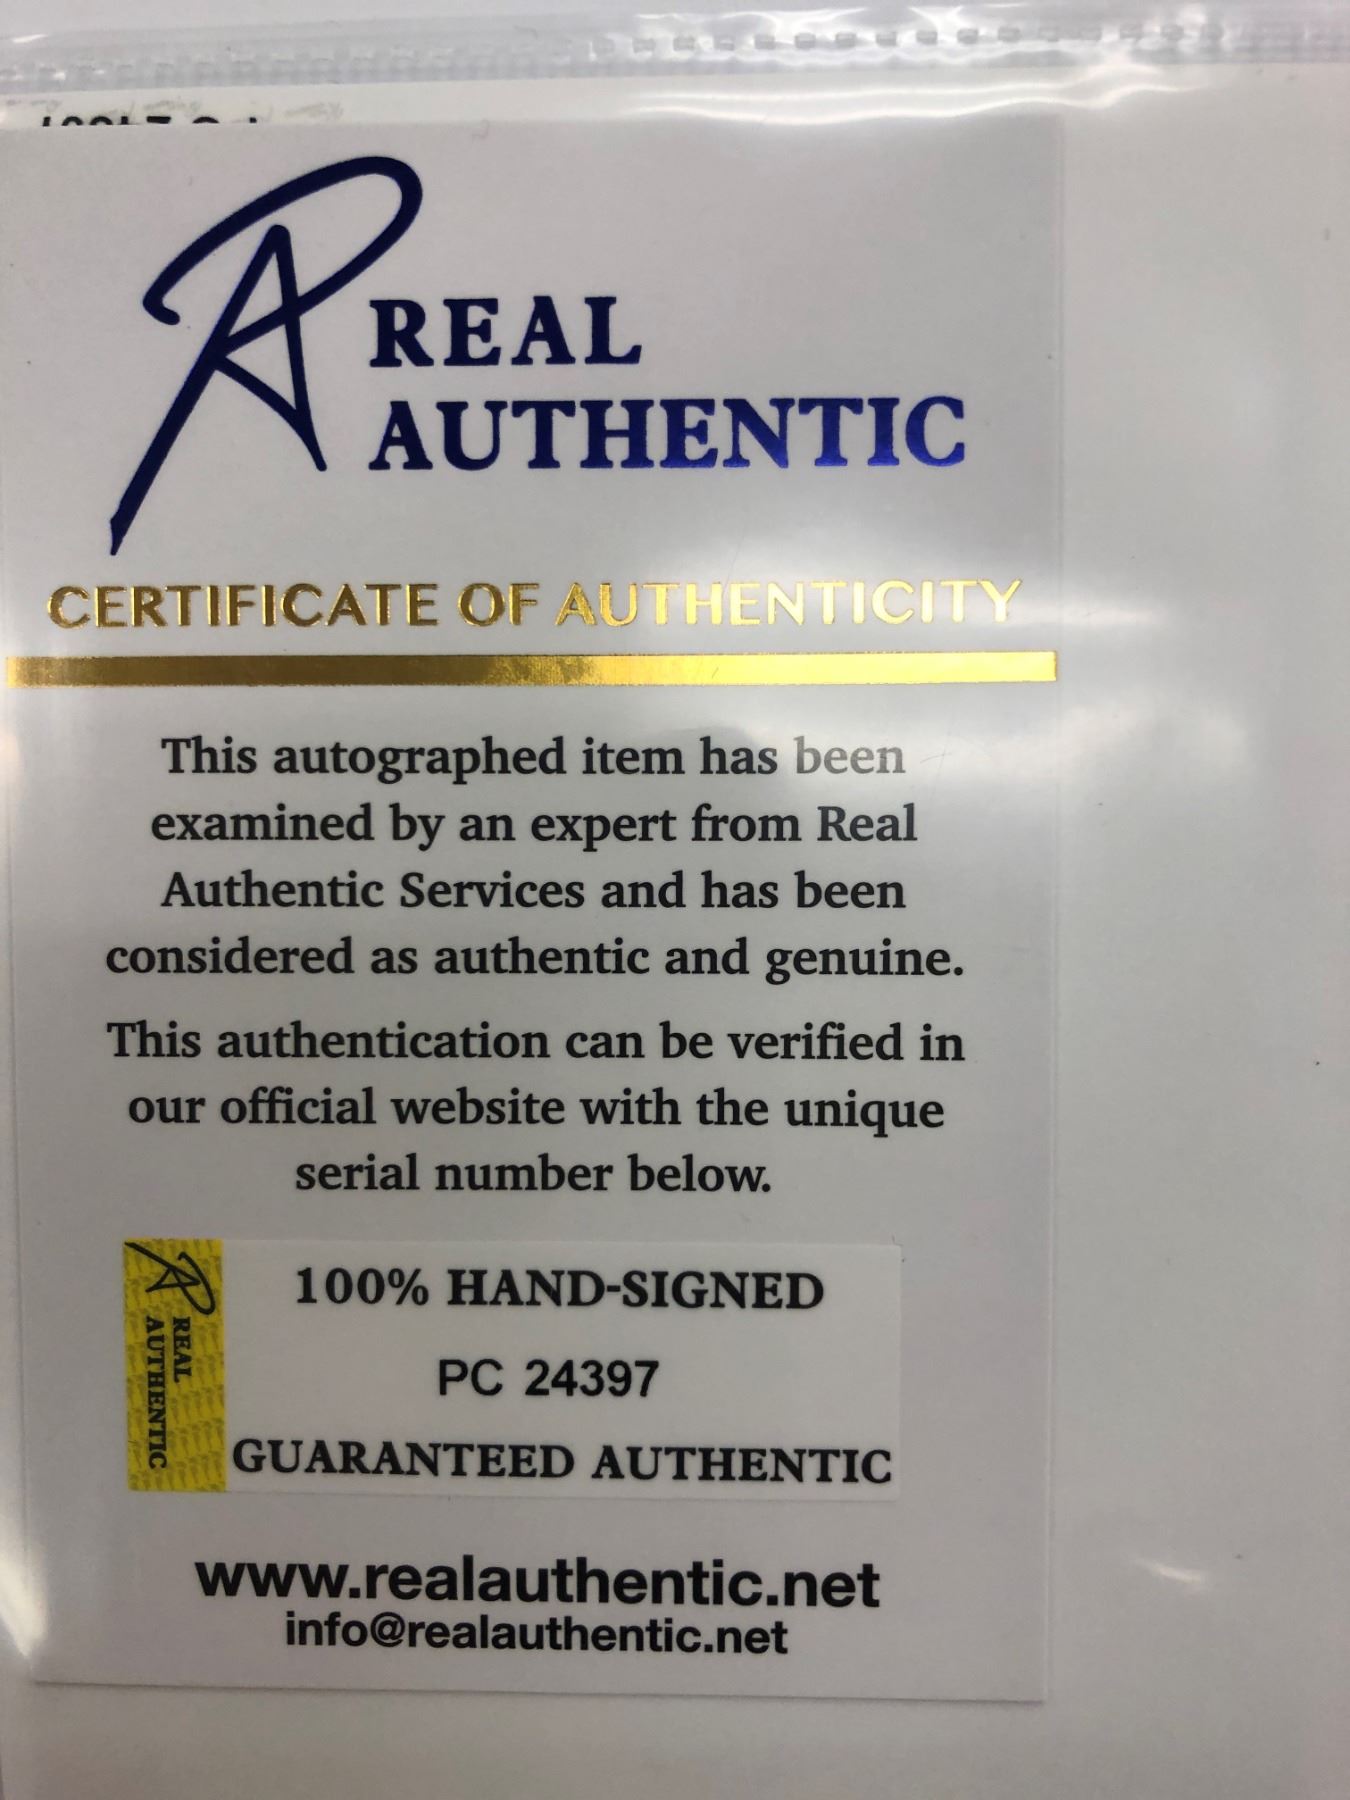 REAL
AUTHENTIC
CERTIFICATE OF AUTHENTICITY
This autographed item has been
examined by an expert from Real
Authentic Services and has been
considered as authentic and genuine.
This authentication can be verified in
our official website with the unique
serial number below.
REAL
AUTHENTIC
100% HAND-SIGNED
PC 24397
GUARANTEED AUTHENTIC
www.realauthentic.net
info@realauthentic.net